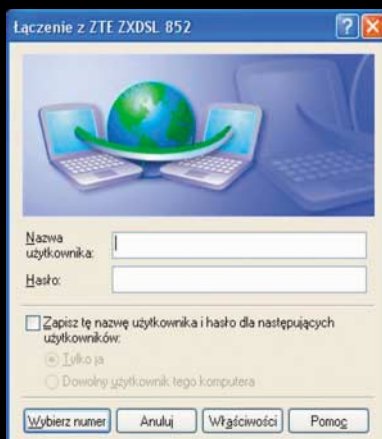 Łączenie z ZTE ZXDSL 852
Nazwa
użytkownika:
Hasło:
Zapisz tę nazwę użytkownika i hasło dla następujących
użytkowników:
Tylko ja
Dowolny użytkownik tego komputera
Wybierz numer Anuluj Właściwości Pomoc